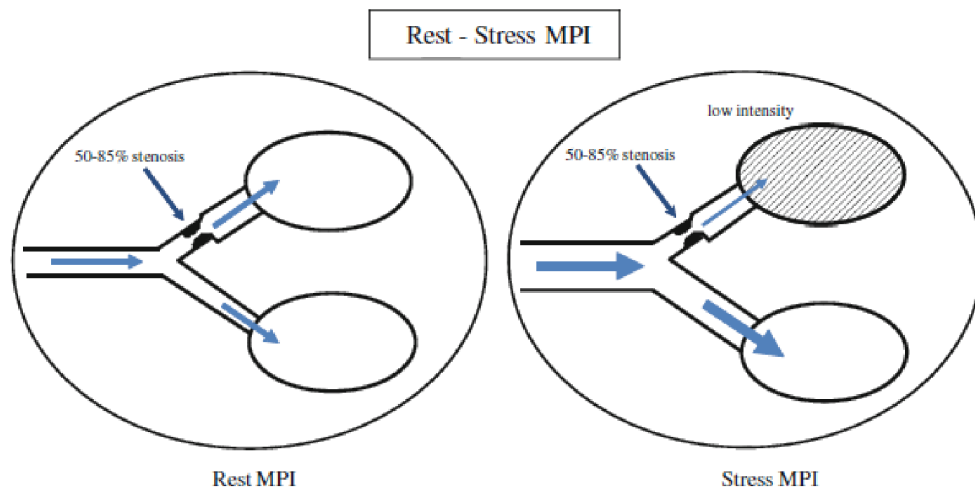 Rest - Stress MPI
50-85% stenosis
Rest MPI
low intensity
50-85% stenosis
Stress MPI